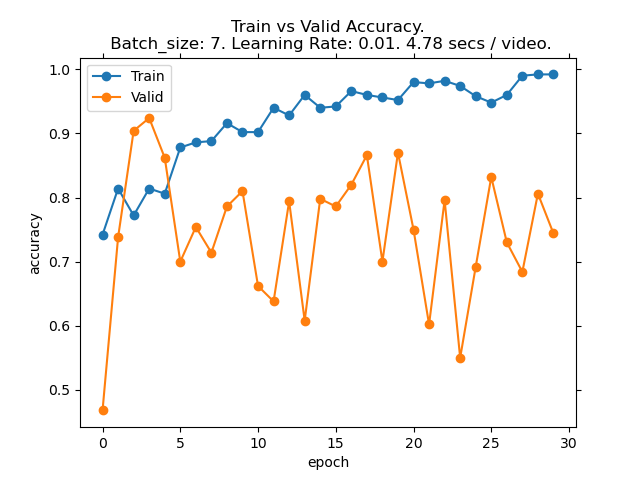 Train vs Valid Accuracy.
Batch_size: 7. Learning Rate: 0.01. 4.78 secs / video.
Train
Valid
1.0
0.9
0.8
0.7
0.6
0.5
accuracy
0 5 10 15 20 25 30
epoch